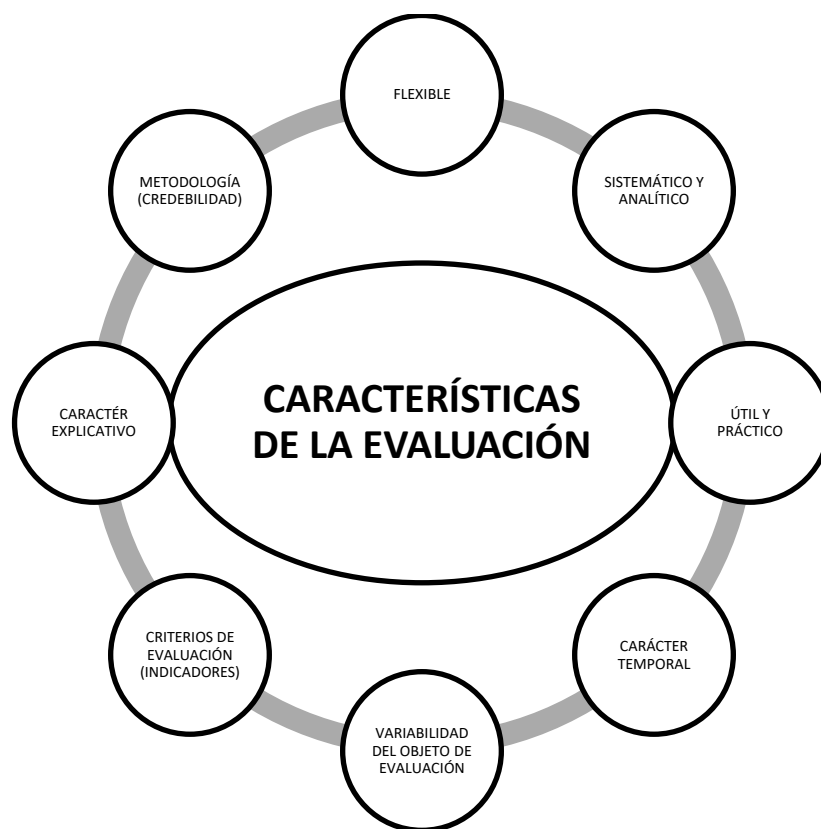 FLEXIBLE
SISTEMÁTICO Y
ANALÍTICO
ÚTIL Y
PRÁCTICO
CARÁCTER
TEMPORAL
VARIABILIDAD
DEL OBJETO DE
EVALUACIÓN
CRITERIOS DE
EVALUACIÓN
(INDICADORES)
CARACTÉR
EXPLICATIVO
METODOLOGÍA
(CREDEBILIDAD)
CARACTERÍSTICAS
DE LA EVALUACIÓN